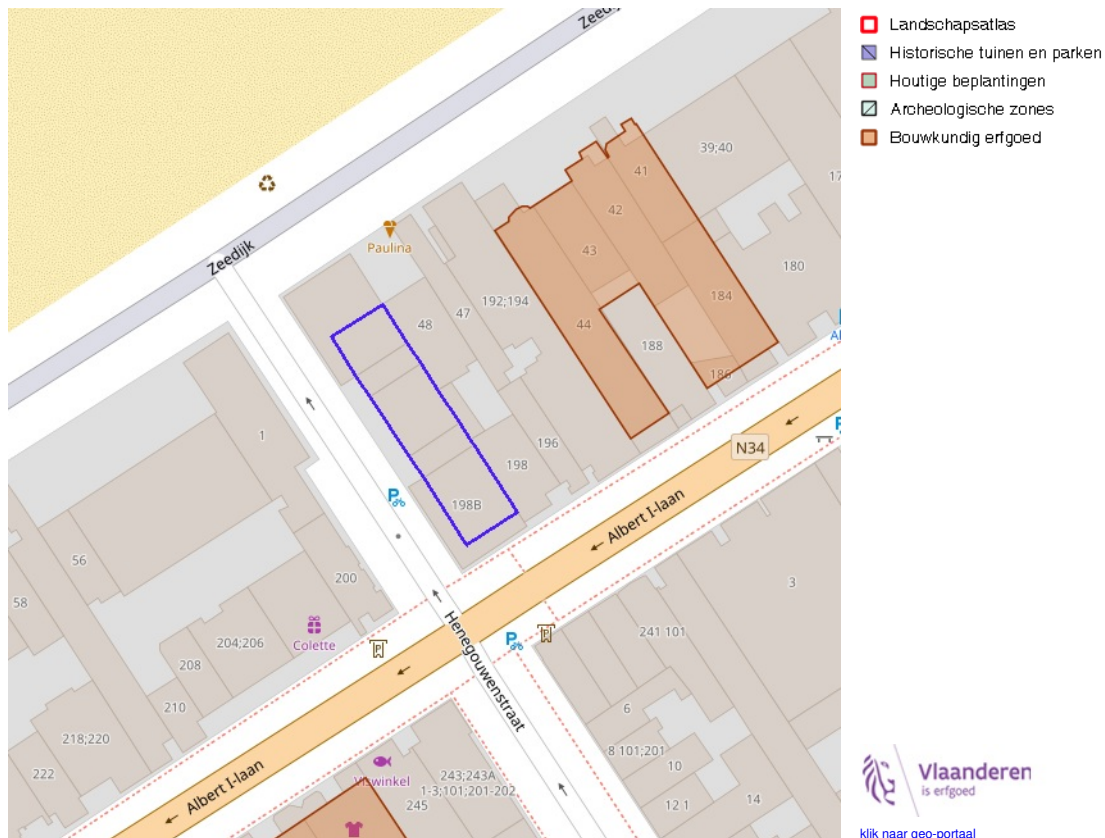 Landschapsatlas
Historische tuinen en parken
Houtige beplantingen
Archeologische zones
Bouwkundig erfgoed
Zeedijk
39;40
41
42
43
44
180
184
186
188
Zeedijk
Paulina
48
47
192;194
196
198
198B
1
N34
Albert I-laan
56
58
200
204;206
208
210
218;220
222
Colette
Henegouwenstraat
241 101
3
6
8 101;201
10
12 1
14
Albert I-laan
Viswinkel
243;243A
1-3;101;201-202
245
Vlaanderen
is erfgoed
klik naar geo-portaal